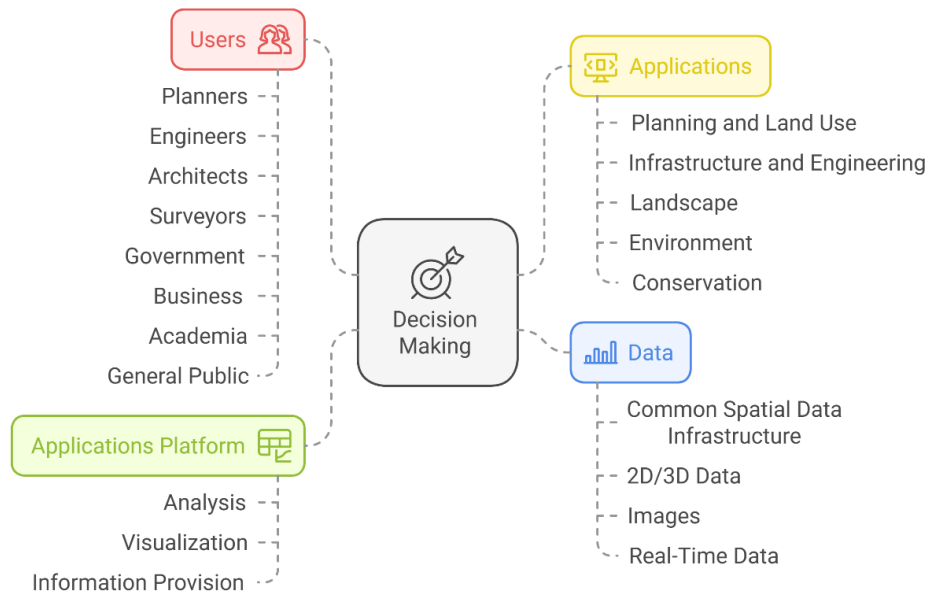 Users
Planners
Engineers
Architects
Surveyors
Government
Business
Academia
General Public
Applications Platform
Analysis
Visualization
Information Provision
Decision
Making
Applications
Planning and Land Use
Infrastructure and Engineering
Landscape
Environment
Conservation
Data
Common Spatial Data
Infrastructure
2D/3D Data
Images
Real-Time Data